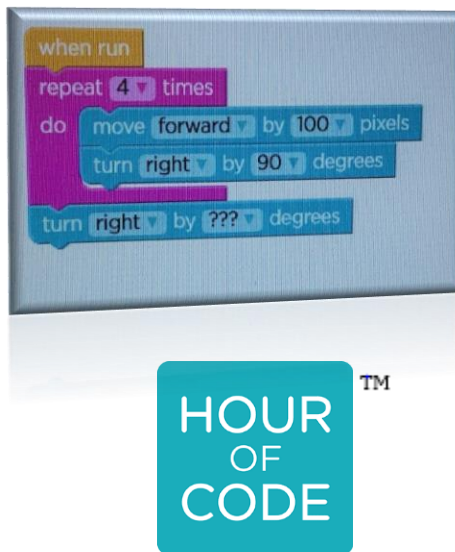 when run
repeat 4 times
do move forward by 100 pixels
turn right by 90 degrees
turn right by ??? degrees
TM
HOUR
OF
CODE